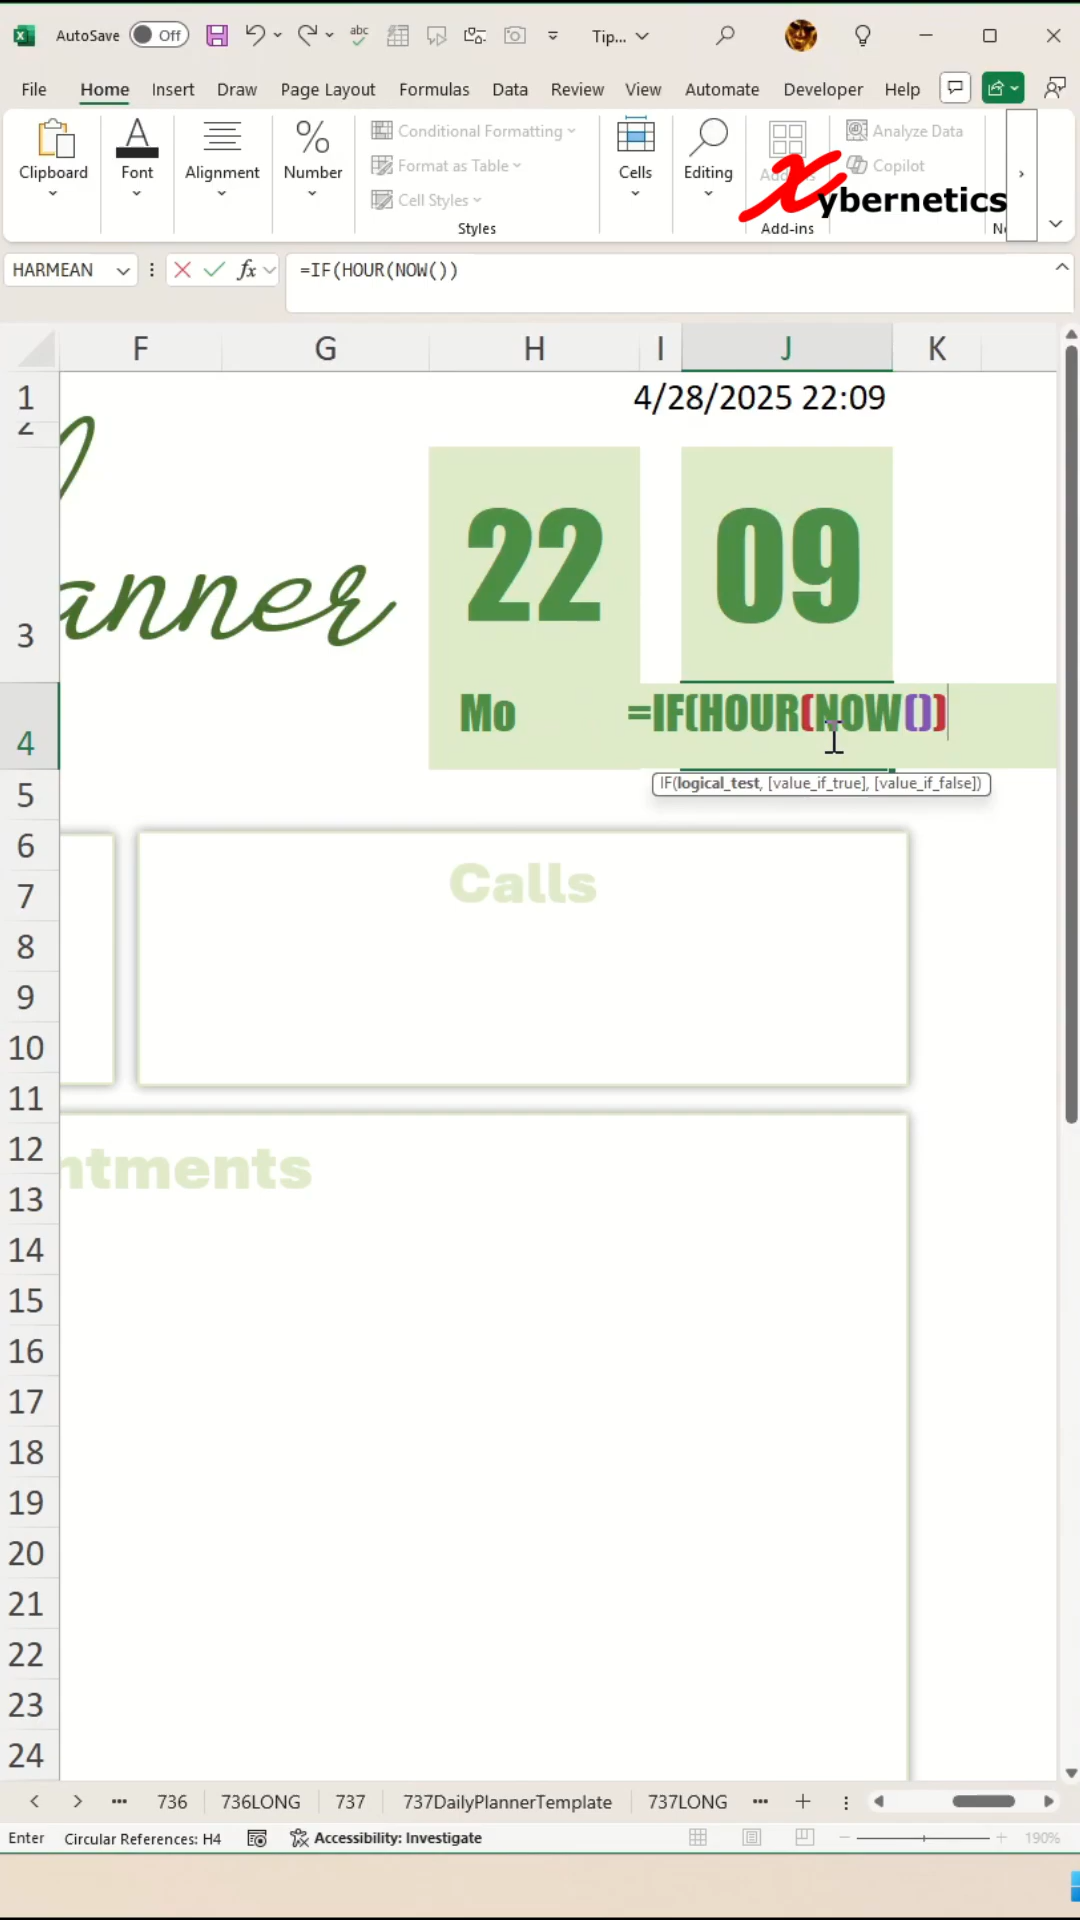 AutoSave Off abc Tip...
File Home Insert Draw Page Layout Formulas Data Review View Automate Developer Help
Clipboard Font Alignment Number Conditional Formatting Format as Table Cell Styles Styles Cells Editing Add-ins Analyze Data Copilot
Xybernetics
HARMEAN fx =IF(HOUR(NOW())
F G H I J K
1 4/28/2025 22:09
2
3 anner 22 09
4 Mo =IF(HOUR(NOW())
IF(logical_test, [value_if_true], [value_if_false])
5
6
7 Calls
8
9
10
11
12 ntments
13
14
15
16
17
18
19
20
21
22
23
24
... 736 736LONG 737 737DailyPlannerTemplate 737LONG ...
Enter Circular References: H4 Accessibility: Investigate 190%